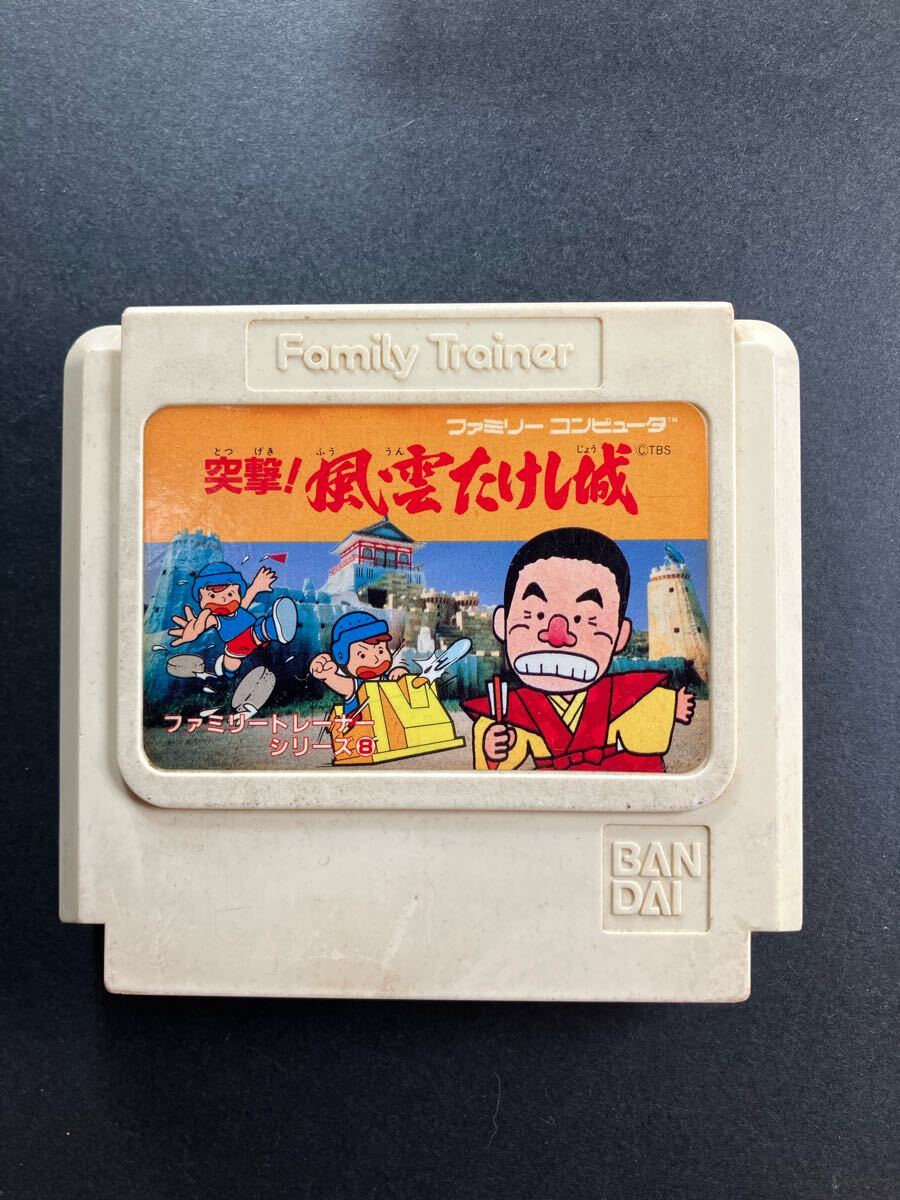 Family Trainer
ファミリー コンピュータ™
とつ げき ふう うん じょう
突撃! 風雲たけし城 ©TBS
ファミリートレーナー
シリーズ⑧
BAN
DAI